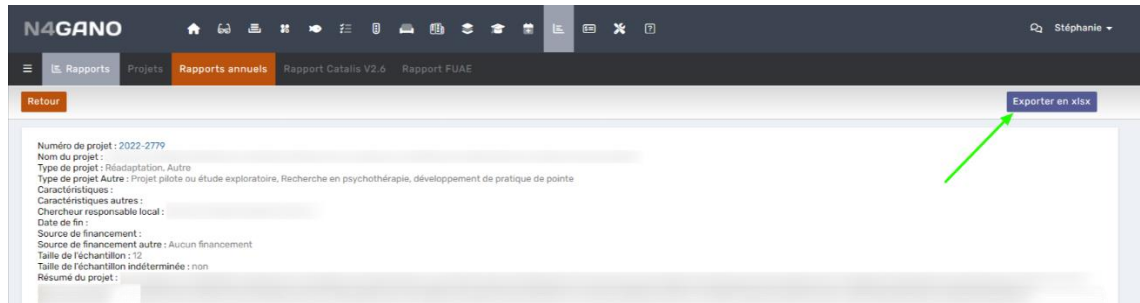 N4GANO
Stéphanie
Rapports Projets Rapports annuels Rapport Catalis V2.6 Rapport FUAE
Retour Exporter en xlsx
Numéro de projet : 2022-2779
Nom du projet :
Type de projet : Réadaptation, Autre
Type de projet Autre : Projet pilote ou étude exploratoire, Recherche en psychothérapie, développement de pratique de pointe
Caractéristiques :
Caractéristiques autres :
Chercheur responsable local :
Date de fin :
Source de financement :
Source de financement autre : Aucun financement
Taille de l'échantillon : 12
Taille de l'échantillon indéterminée : non
Résumé du projet :